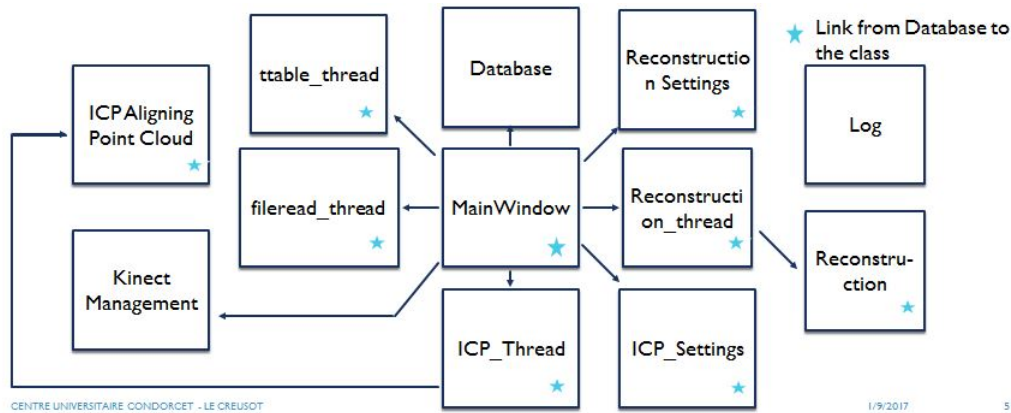 Link from Database to
the class
ttable_thread
Database
Reconstructio
n Settings
ICP Aligning
Point Cloud
Log
fileread_thread
MainWindow
Reconstructi
on_thread
Kinect
Management
Reconstru-
ction
ICP_Thread
ICP_Settings
CENTRE UNIVERSITAIRE CONDORCET - LE CREUSOT
1/9/2017
5